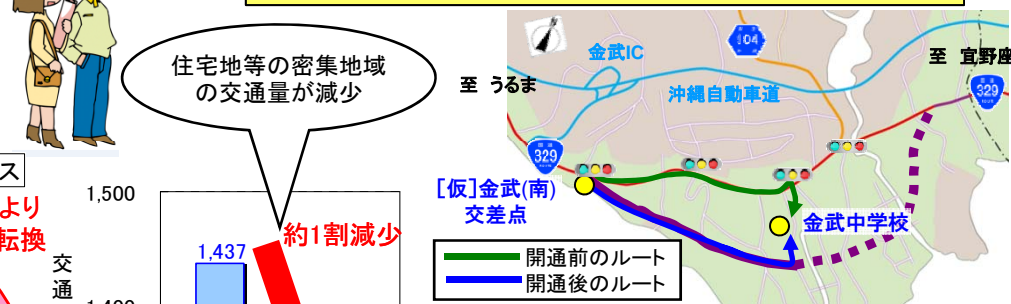 住宅地等の密集地域
の交通量が減少
ス
より
転換
1,500
交
通
1,437
約1割減少
至 うるま
金武IC
104
沖縄自動車道
至 宜野座
329
329
[仮]金武(南)
交差点
金武中学校
開通前のルート
開通後のルート